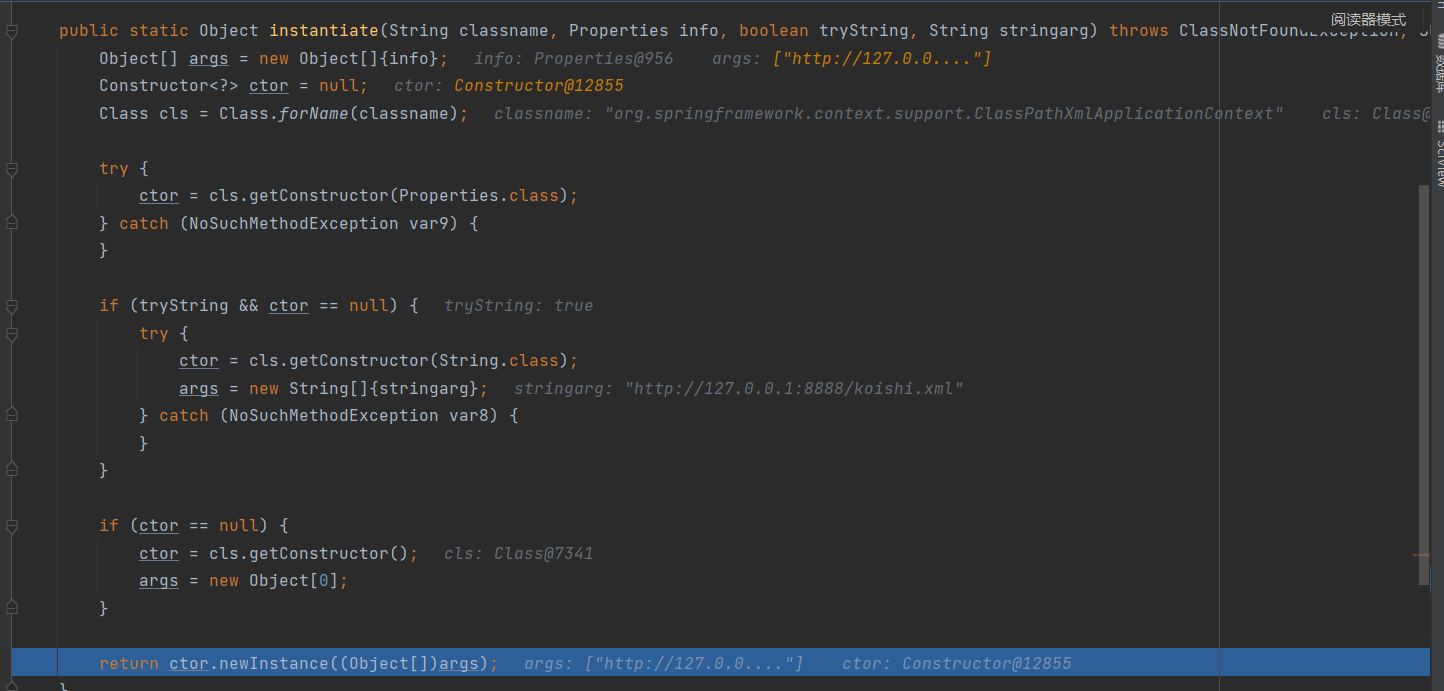 阅读器模式
public static Object instantiate(String classname, Properties info, boolean tryString, String stringarg) throws ClassNotFoundException,
Object[] args = new Object[]{info}; info: Properties@956 args: ["http://127.0.0...."]
Constructor<?> ctor = null; ctor: Constructor@12855
Class cls = Class.forName(classname); classname: "org.springframework.context.support.ClassPathXmlApplicationContext" cls: Class@
try {
ctor = cls.getConstructor(Properties.class);
} catch (NoSuchMethodException var9) {
}
if (tryString && ctor == null) { tryString: true
try {
ctor = cls.getConstructor(String.class);
args = new String[]{stringarg}; stringarg: "http://127.0.0.1:8888/koishi.xml"
} catch (NoSuchMethodException var8) {
}
}
if (ctor == null) {
ctor = cls.getConstructor(); cls: Class@7341
args = new Object[0];
}
return ctor.newInstance((Object[])args); args: ["http://127.0.0...."] ctor: Constructor@12855
}
数据库
SciView